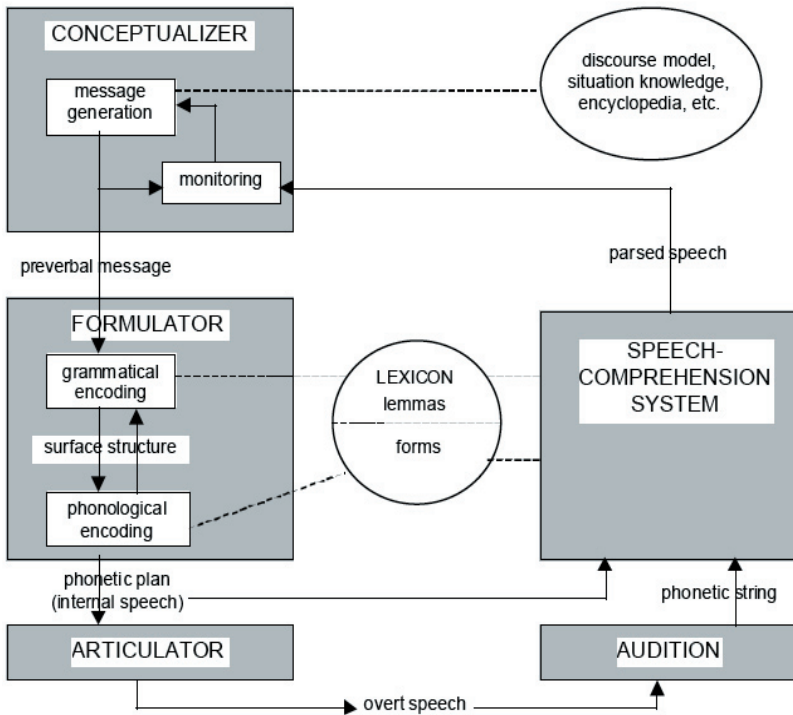 CONCEPTUALIZER
message
generation
monitoring
discourse model,
situation knowledge,
encyclopedia, etc.
preverbal message
parsed speech
FORMULATOR
grammatical
encoding
surface structure
phonological
encoding
LEXICON
lemmas
forms
SPEECH-
COMPREHENSION
SYSTEM
phonetic plan
(internal speech)
phonetic string
ARTICULATOR
AUDITION
overt speech